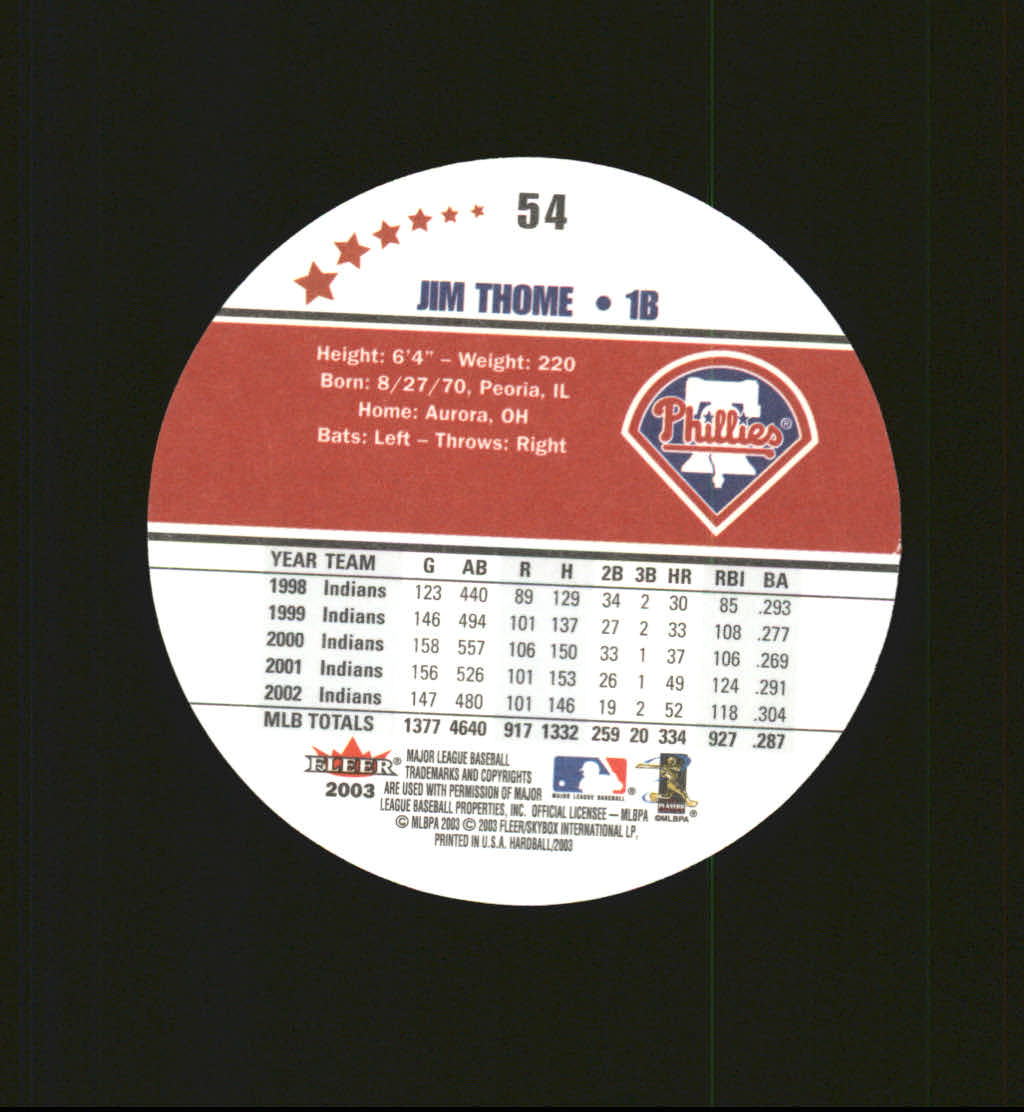 54
JIM THOME • 1B
Height: 6'4" – Weight: 220
Born: 8/27/70, Peoria, IL
Home: Aurora, OH
Bats: Left – Throws: Right
Phillies®
YEAR TEAM G AB R H 2B 3B HR RBI BA
1998 Indians 123 440 89 129 34 2 30 85 .293
1999 Indians 146 494 101 137 27 2 33 108 .277
2000 Indians 158 557 106 150 33 1 37 106 .269
2001 Indians 156 526 101 153 26 1 49 124 .291
2002 Indians 147 480 101 146 19 2 52 118 .304
MLB TOTALS 1377 4640 917 1332 259 20 334 927 .287
FLEER®
2003
MAJOR LEAGUE BASEBALL
TRADEMARKS AND COPYRIGHTS
ARE USED WITH PERMISSION OF MAJOR
LEAGUE BASEBALL PROPERTIES, INC. OFFICIAL LICENSEE — MLBPA
© MLBPA 2003 © 2003 FLEER/SKYBOX INTERNATIONAL LP,
PRINTED IN U.S.A. HARDBALL/2003
MAJOR LEAGUE BASEBALL ®
PLAYERS
©MLBPA ®